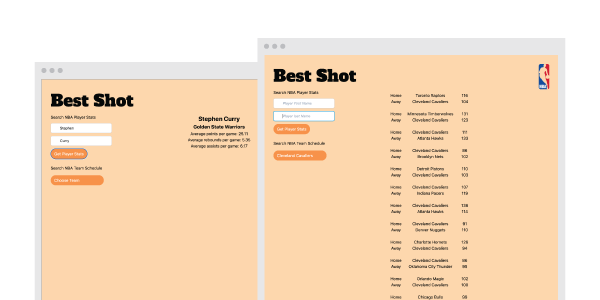 Best Shot
Search NBA Player Stats
Stephen
Curry
Get Player Stats
Search NBA Team Schedule
Choose Team
Stephen Curry
Golden State Warriors
Average points per game: 26.11
Average rebounds per game: 5.36
Average assists per game: 6.17
Best Shot
Search NBA Player Stats
Player First Name
Player Last Name
Get Player Stats
Search NBA Team Schedule
Cleveland Cavaliers
Home Toronto Raptors 116
Away Cleveland Cavaliers 104
Home Minnesota Timberwolves 131
Away Cleveland Cavaliers 123
Home Cleveland Cavaliers 111
Away Atlanta Hawks 133
Home Cleveland Cavaliers 86
Away Brooklyn Nets 102
Home Detroit Pistons 110
Away Cleveland Cavaliers 103
Home Cleveland Cavaliers 107
Away Indiana Pacers 119
Home Cleveland Cavaliers 136
Away Atlanta Hawks 114
Home Cleveland Cavaliers 91
Away Denver Nuggets 110
Home Charlotte Hornets 126
Away Cleveland Cavaliers 94
Home Cleveland Cavaliers 86
Away Oklahoma City Thunder 99
Home Orlando Magic 102
Away Cleveland Cavaliers 100
Home Chicago Bulls 98